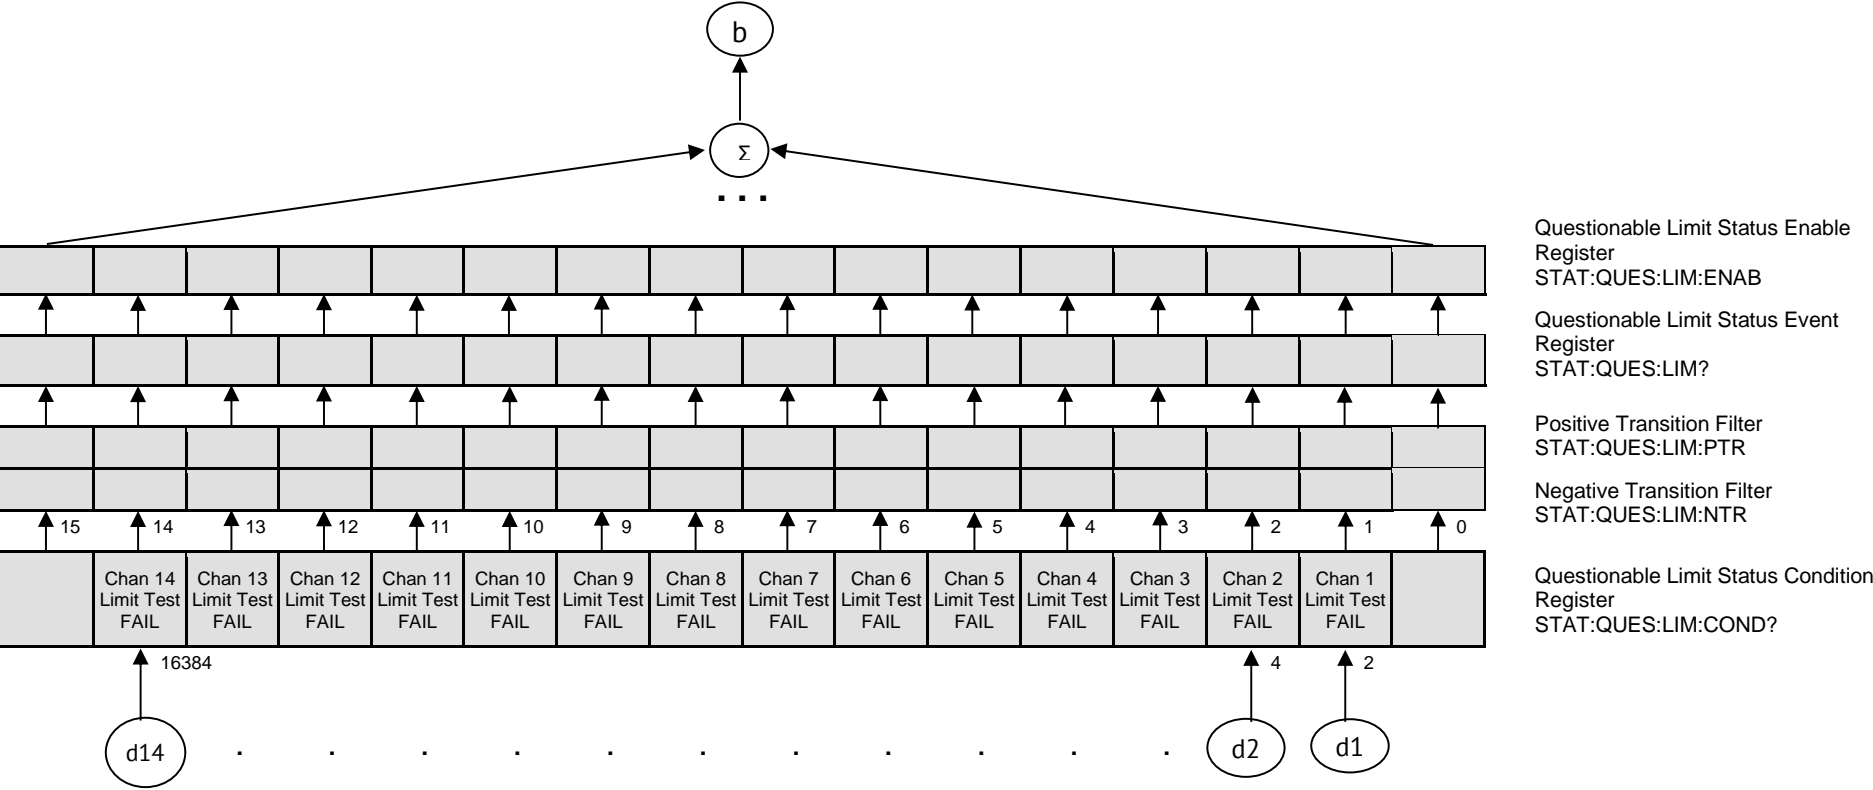 b
Σ
. . .
Questionable Limit Status Enable
Register
STAT:QUES:LIM:ENAB
Questionable Limit Status Event
Register
STAT:QUES:LIM?
Positive Transition Filter
STAT:QUES:LIM:PTR
Negative Transition Filter
STAT:QUES:LIM:NTR
15 14 13 12 11 10 9 8 7 6 5 4 3 2 1 0
Chan 14 Chan 13 Chan 12 Chan 11 Chan 10 Chan 9 Chan 8 Chan 7 Chan 6 Chan 5 Chan 4 Chan 3 Chan 2 Chan 1
Limit Test Limit Test Limit Test Limit Test Limit Test Limit Test Limit Test Limit Test Limit Test Limit Test Limit Test Limit Test Limit Test Limit Test
FAIL FAIL FAIL FAIL FAIL FAIL FAIL FAIL FAIL FAIL FAIL FAIL FAIL FAIL
Questionable Limit Status Condition
Register
STAT:QUES:LIM:COND?
16384 4 2
d14 . . . . . . . . . . . d2 d1